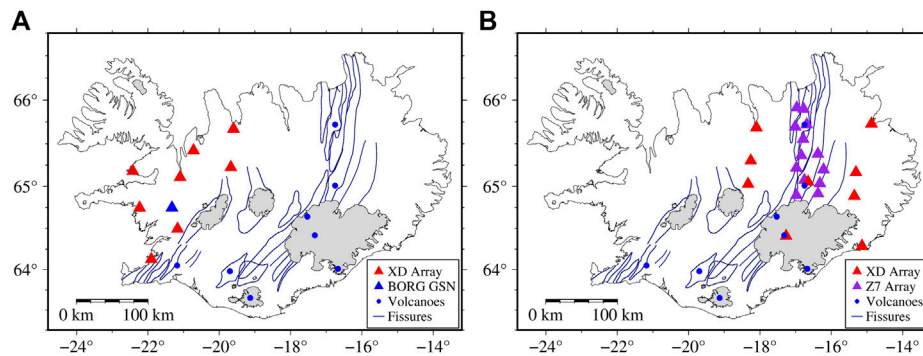 A
66°
65°
64°
0 km 100 km
XD Array
BORG GSN
Volcanoes
Fissures
−24° −22° −20° −18° −16° −14°
B
66°
65°
64°
0 km 100 km
XD Array
Z7 Array
Volcanoes
Fissures
−24° −22° −20° −18° −16° −14°